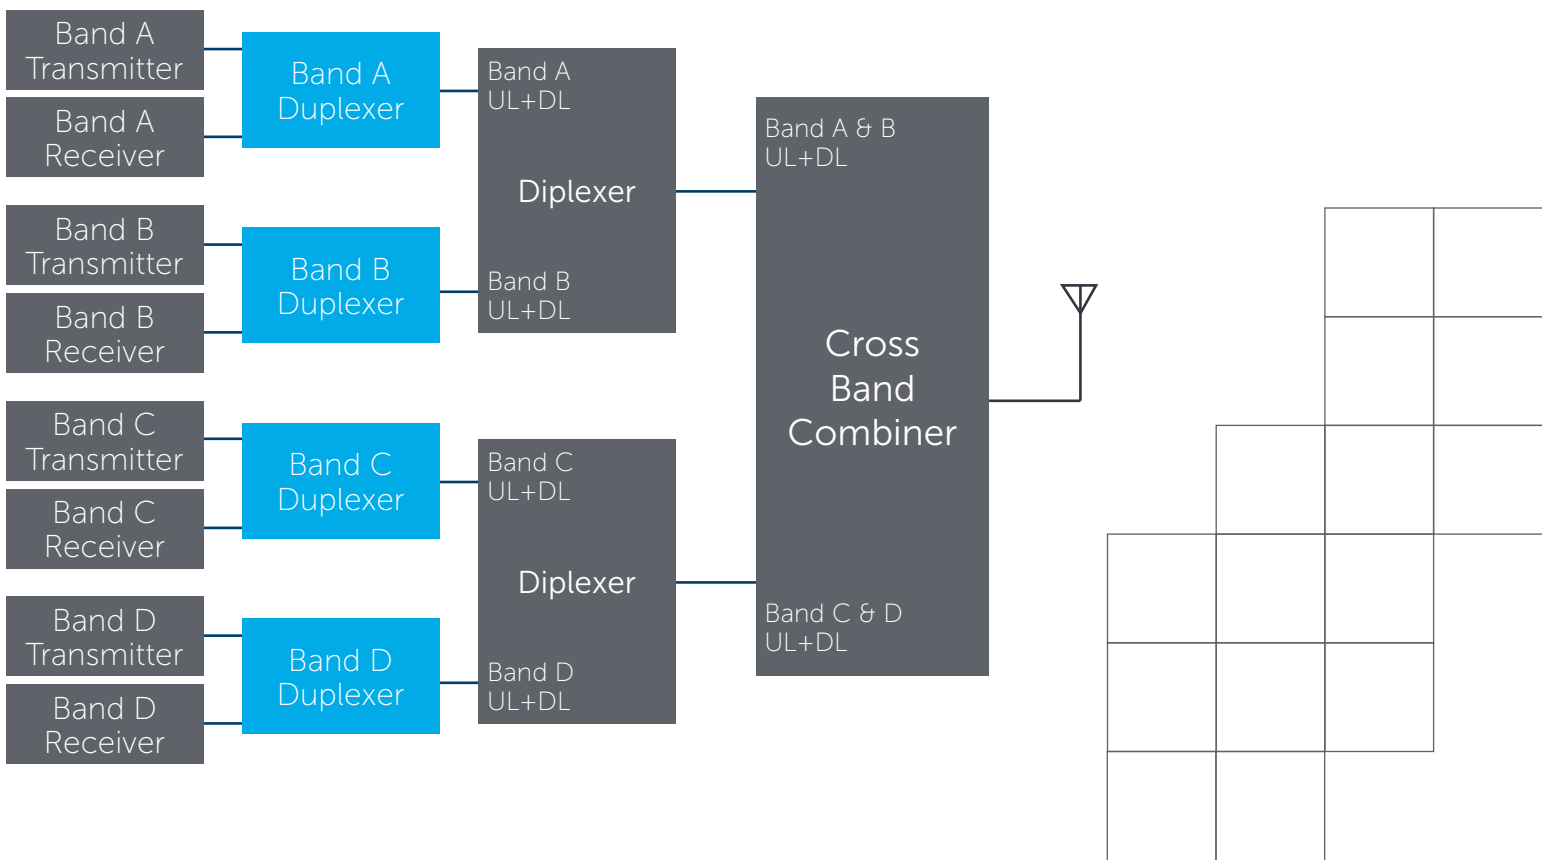 Band A
Transmitter
Band A
Receiver
Band A
Duplexer
Band B
Transmitter
Band B
Receiver
Band B
Duplexer
Band A
UL+DL
Diplexer
Band B
UL+DL
Band C
Transmitter
Band C
Receiver
Band C
Duplexer
Band D
Transmitter
Band D
Receiver
Band D
Duplexer
Band C
UL+DL
Diplexer
Band D
UL+DL
Band A & B
UL+DL
Cross
Band
Combiner
Band C & D
UL+DL